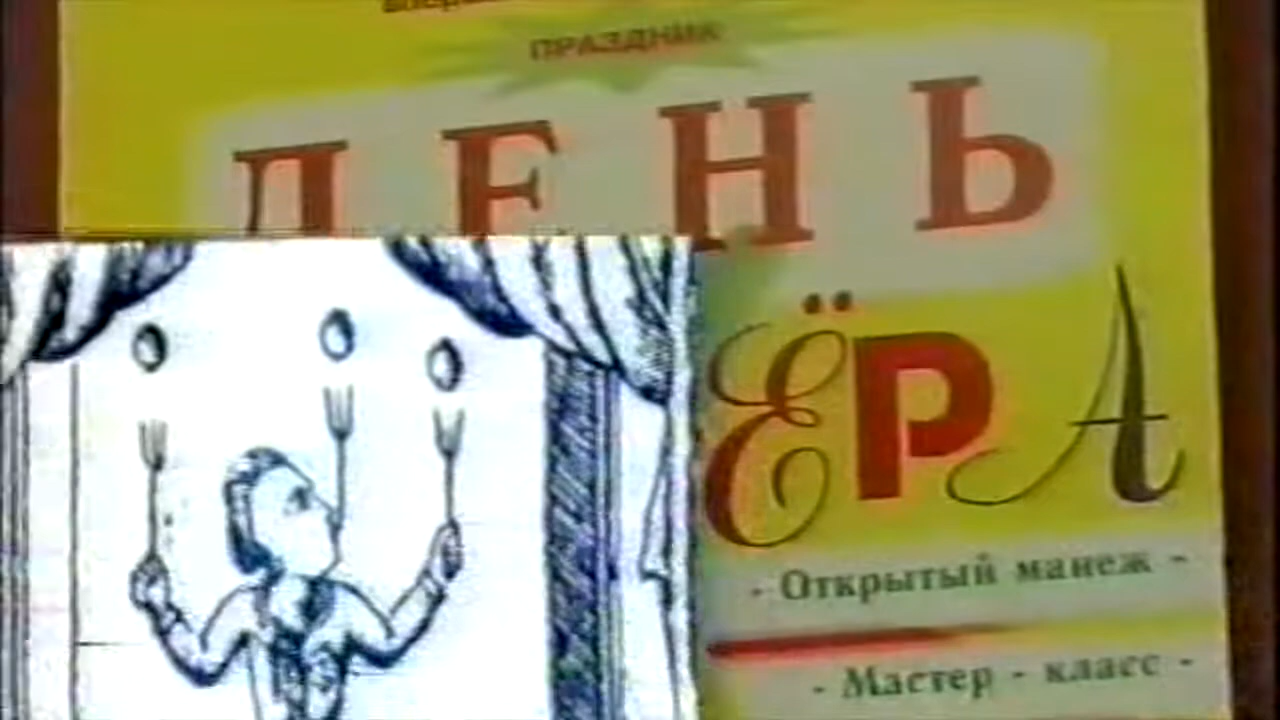 ПРАЗДНИК
ДЕНЬ
ЁРА
- Открытый манеж -
- Мастер - класс -